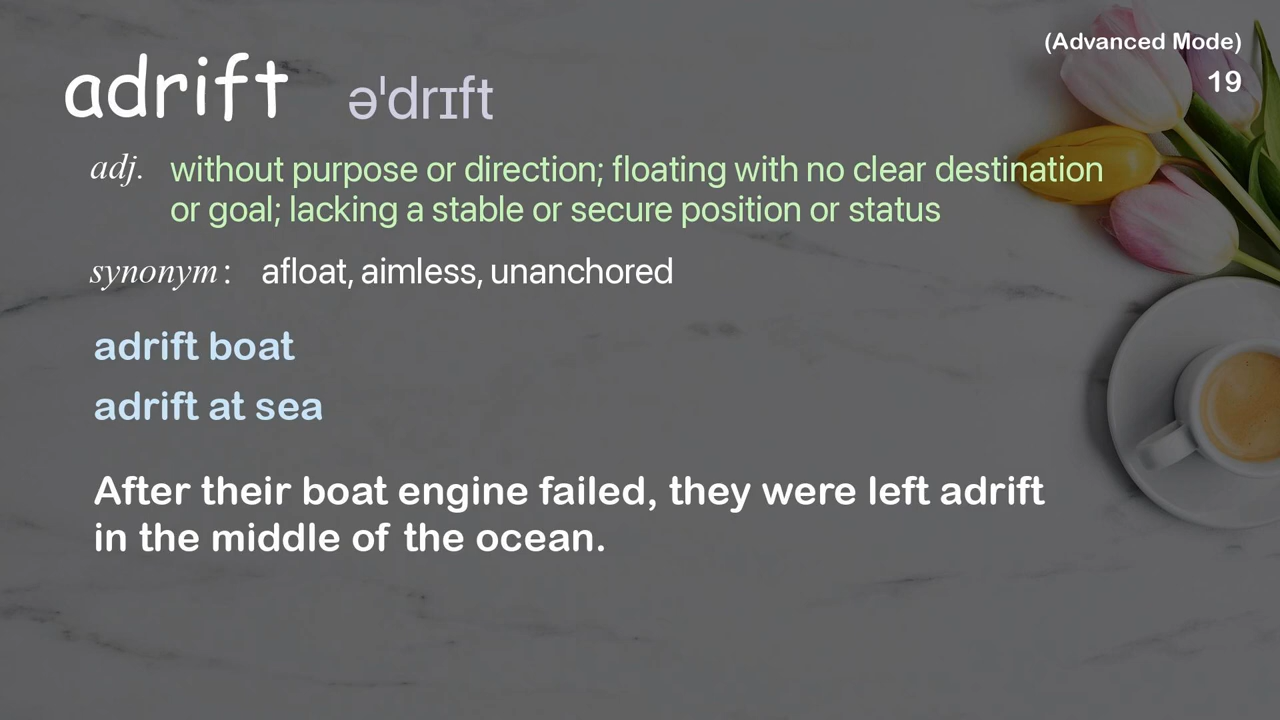 (Advanced Mode)
19
adrift əˈdrɪft
adj. without purpose or direction; floating with no clear destination
or goal; lacking a stable or secure position or status
synonym: afloat, aimless, unanchored
adrift boat
adrift at sea
After their boat engine failed, they were left adrift
in the middle of the ocean.